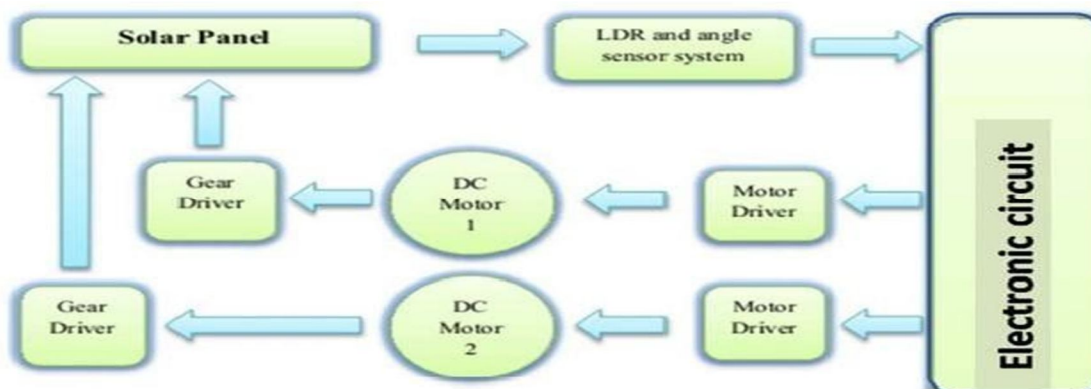 Solar Panel
LDR and angle
sensor system
Gear
Driver
DC
Motor
1
Motor
Driver
Gear
Driver
DC
Motor
2
Motor
Driver
Electronic circuit